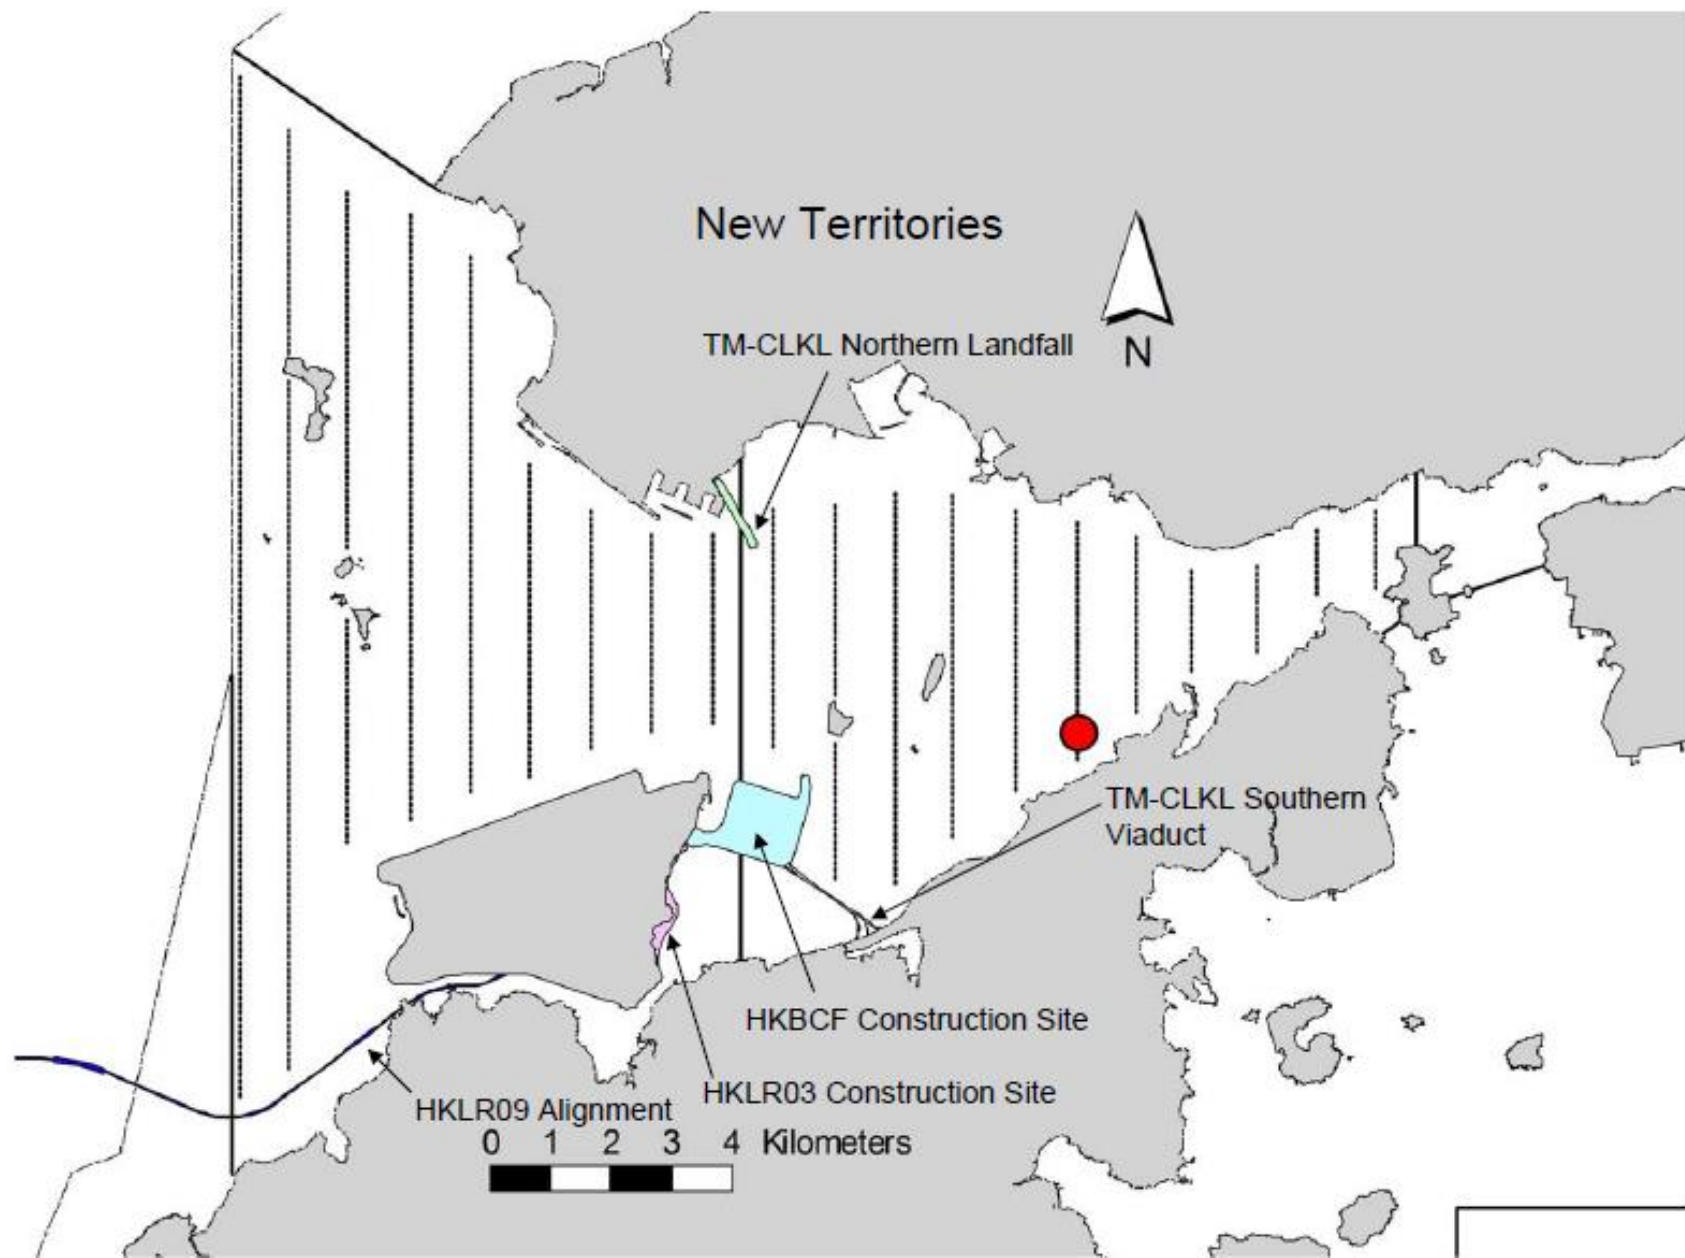 New Territories
TM-CLKL Northern Landfall
N
TM-CLKL Southern
Viaduct
HKBCF Construction Site
HKLR03 Construction Site
HKLR09 Alignment
0 1 2 3 4 Kilometers